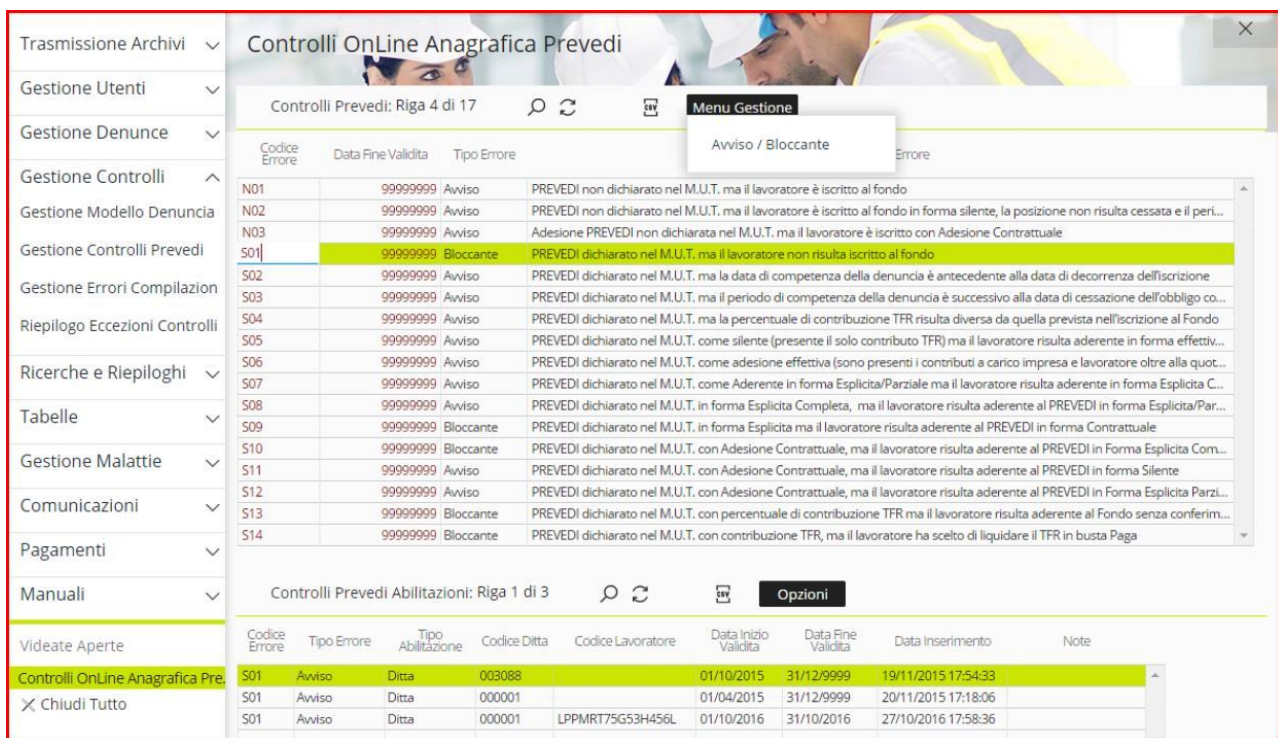 Trasmissione Archivi
Gestione Utenti
Gestione Denunce
Gestione Controlli
Gestione Modello Denuncia
Gestione Controlli Prevedi
Gestione Errori Compilazion
Riepilogo Eccezioni Controlli
Ricerche e Riepiloghi
Tabelle
Gestione Malattie
Comunicazioni
Pagamenti
Manuali
Videate Aperte
Controlli OnLine Anagrafica Pre.
Chiudi Tutto
Controlli OnLine Anagrafica Prevedi
Controlli Prevedi: Riga 4 di 17 CSV Menu Gestione
Avviso / Bloccante
Codice Errore Data Fine Validita Tipo Errore Errore
N01 99999999 Avviso PREVEDI non dichiarato nel M.U.T. ma il lavoratore è iscritto al fondo
N02 99999999 Avviso PREVEDI non dichiarato nel M.U.T. ma il lavoratore è iscritto al fondo in forma silente, la posizione non risulta cessata e il peri...
N03 99999999 Avviso Adesione PREVEDI non dichiarata nel M.U.T. ma il lavoratore è iscritto con Adesione Contrattuale
S01 99999999 Bloccante PREVEDI dichiarato nel M.U.T. ma il lavoratore non risulta iscritto al fondo
S02 99999999 Avviso PREVEDI dichiarato nel M.U.T. ma la data di competenza della denuncia è antecedente alla data di decorrenza dell'iscrizione
S03 99999999 Avviso PREVEDI dichiarato nel M.U.T. ma il periodo di competenza della denuncia è successivo alla data di cessazione dell'obbligo co...
S04 99999999 Avviso PREVEDI dichiarato nel M.U.T. ma la percentuale di contribuzione TFR risulta diversa da quella prevista nell'iscrizione al Fondo
S05 99999999 Avviso PREVEDI dichiarato nel M.U.T. come silente (presente il solo contributo TFR) ma il lavoratore risulta aderente in forma effettiv...
S06 99999999 Avviso PREVEDI dichiarato nel M.U.T. come adesione effettiva (sono presenti i contributi a carico impresa e lavoratore oltre alla quot...
S07 99999999 Avviso PREVEDI dichiarato nel M.U.T. come Aderente in forma Esplicita/Parziale ma il lavoratore risulta aderente in forma Esplicita C...
S08 99999999 Avviso PREVEDI dichiarato nel M.U.T. in forma Esplicita Completa, ma il lavoratore risulta aderente al PREVEDI in forma Esplicita/Par...
S09 99999999 Bloccante PREVEDI dichiarato nel M.U.T. in forma Esplicita ma il lavoratore risulta aderente al PREVEDI in forma Contrattuale
S10 99999999 Bloccante PREVEDI dichiarato nel M.U.T. con Adesione Contrattuale, ma il lavoratore risulta aderente al PREVEDI in Forma Esplicita Com...
S11 99999999 Avviso PREVEDI dichiarato nel M.U.T. con Adesione Contrattuale, ma il lavoratore risulta aderente al PREVEDI in forma Silente
S12 99999999 Avviso PREVEDI dichiarato nel M.U.T. con Adesione Contrattuale, ma il lavoratore risulta aderente al PREVEDI in Forma Esplicita Parzi...
S13 99999999 Bloccante PREVEDI dichiarato nel M.U.T. con percentuale di contribuzione TFR ma il lavoratore risulta aderente al Fondo senza conferim...
S14 99999999 Bloccante PREVEDI dichiarato nel M.U.T. con contribuzione TFR, ma il lavoratore ha scelto di liquidare il TFR in busta Paga
Controlli Prevedi Abilitazioni: Riga 1 di 3 CSV Opzioni
Codice Errore Tipo Errore Tipo Abilitazione Codice Ditta Codice Lavoratore Data Inizio Validita Data Fine Validita Data Inserimento Note
S01 Avviso Ditta 003088 01/10/2015 31/12/9999 19/11/2015 17:54:33
S01 Avviso Ditta 000001 01/04/2015 31/12/9999 20/11/2015 17:18:06
S01 Avviso Ditta 000001 LPPMRT75G53H456L 01/10/2016 31/10/2016 27/10/2016 17:58:36